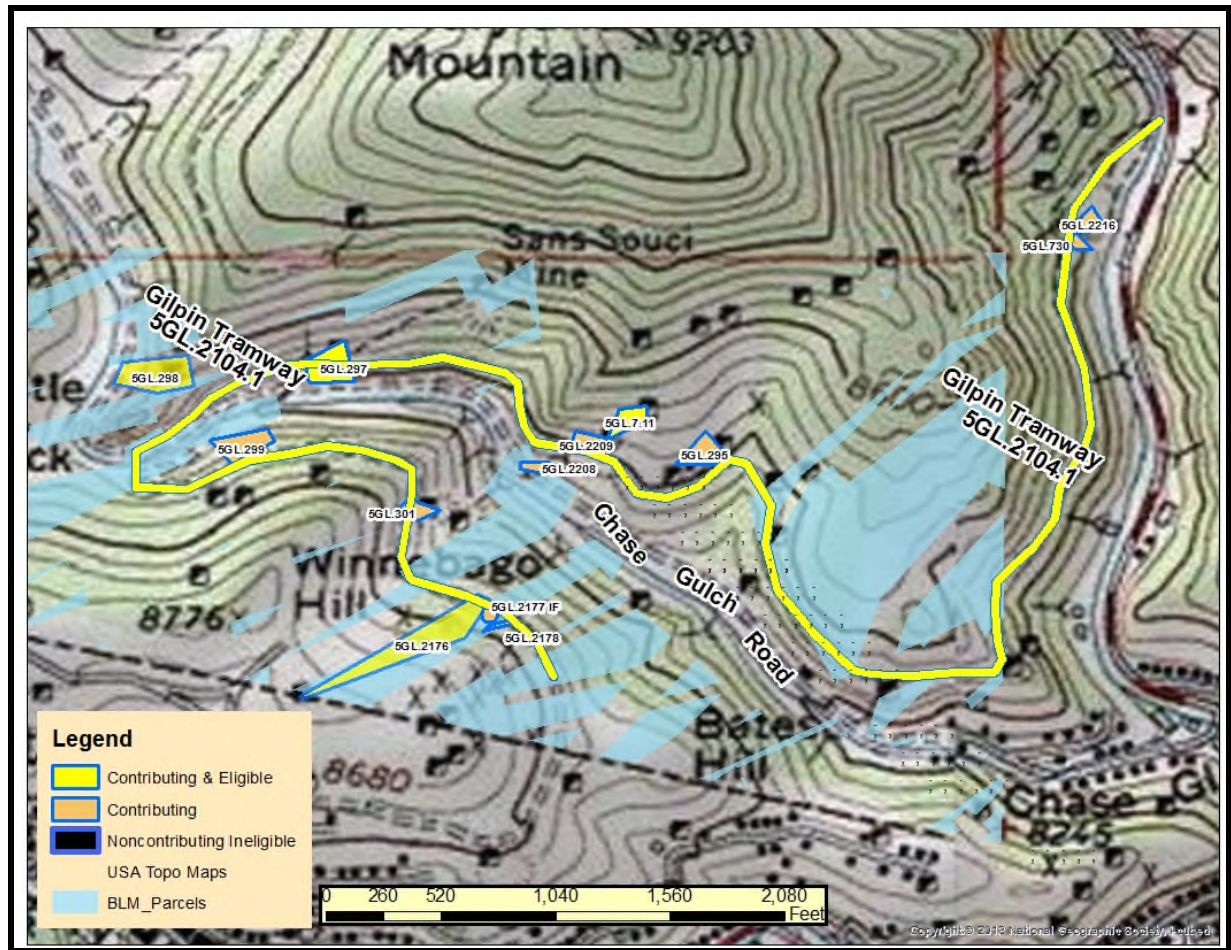 9203
Mountain
Sans Souci
Mine
Gilpin Tramway
5GL.2104.1
5GL.2216
5GL.730
5GL.297
5GL.298
tle
Gilpin Tramway
5GL.2104.1
5GL.7.11
5GL.2209
5GL.299
5GL.295
ck
5GL.2208
5GL.301
Chase
Gulch
Road
Winnebago
Hill
8776
5GL.2177 IF
5GL.2178
5GL.2176
Bates
Hill
8680
Chase G
8245
Legend
Contributing & Eligible
Contributing
Noncontributing Ineligible
USA Topo Maps
BLM_Parcels
0 260 520 1,040 1,560 2,080
Feet
Copyright:© 2013 National Geographic Society, i-cubed